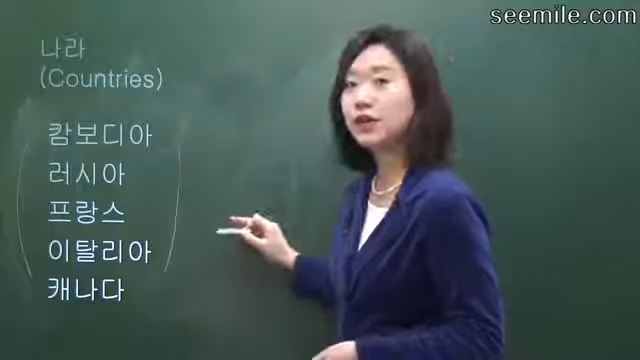 seemile.com
나라
(Countries)
캄보디아
러시아
프랑스
이탈리아
캐나다